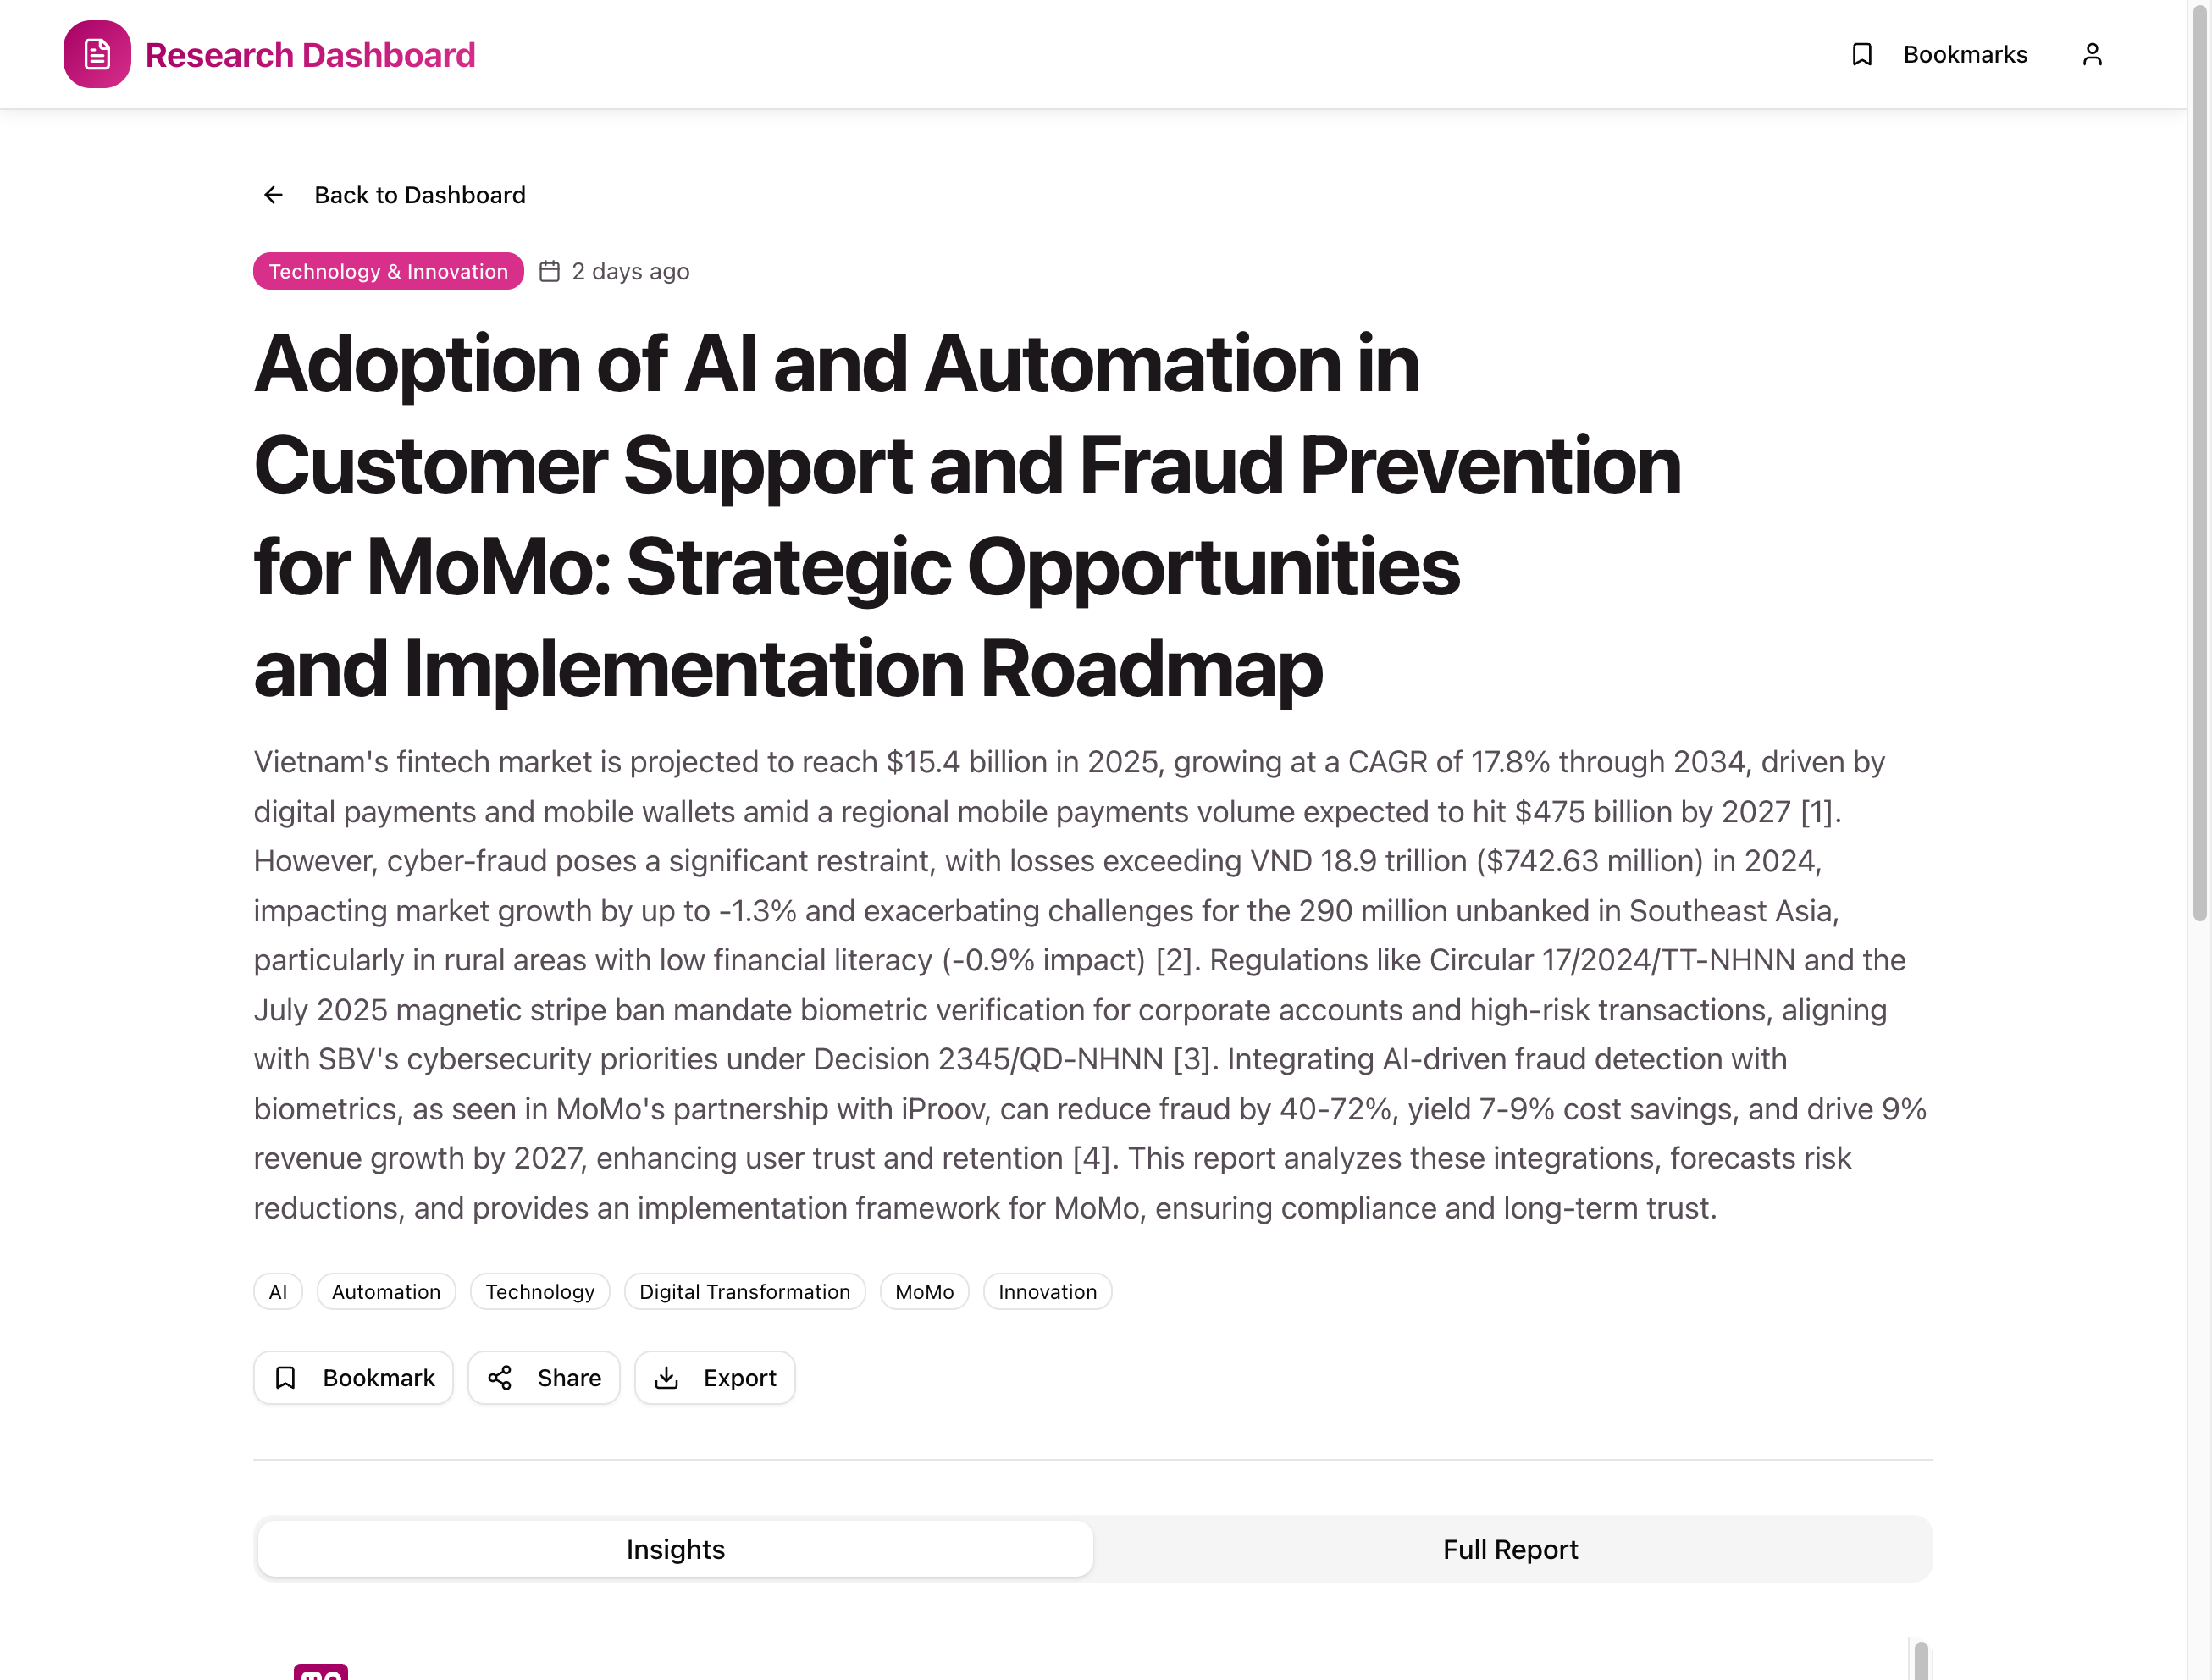 Research Dashboard
Bookmarks
Back to Dashboard
Technology & Innovation
2 days ago
Adoption of AI and Automation in
Customer Support and Fraud Prevention
for MoMo: Strategic Opportunities
and Implementation Roadmap
Vietnam's fintech market is projected to reach $15.4 billion in 2025, growing at a CAGR of 17.8% through 2034, driven by
digital payments and mobile wallets amid a regional mobile payments volume expected to hit $475 billion by 2027 [1].
However, cyber-fraud poses a significant restraint, with losses exceeding VND 18.9 trillion ($742.63 million) in 2024,
impacting market growth by up to -1.3% and exacerbating challenges for the 290 million unbanked in Southeast Asia,
particularly in rural areas with low financial literacy (-0.9% impact) [2]. Regulations like Circular 17/2024/TT-NHNN and the
July 2025 magnetic stripe ban mandate biometric verification for corporate accounts and high-risk transactions, aligning
with SBV's cybersecurity priorities under Decision 2345/QD-NHNN [3]. Integrating AI-driven fraud detection with
biometrics, as seen in MoMo's partnership with iProov, can reduce fraud by 40-72%, yield 7-9% cost savings, and drive 9%
revenue growth by 2027, enhancing user trust and retention [4]. This report analyzes these integrations, forecasts risk
reductions, and provides an implementation framework for MoMo, ensuring compliance and long-term trust.
AI
Automation
Technology
Digital Transformation
MoMo
Innovation
Bookmark
Share
Export
Insights
Full Report